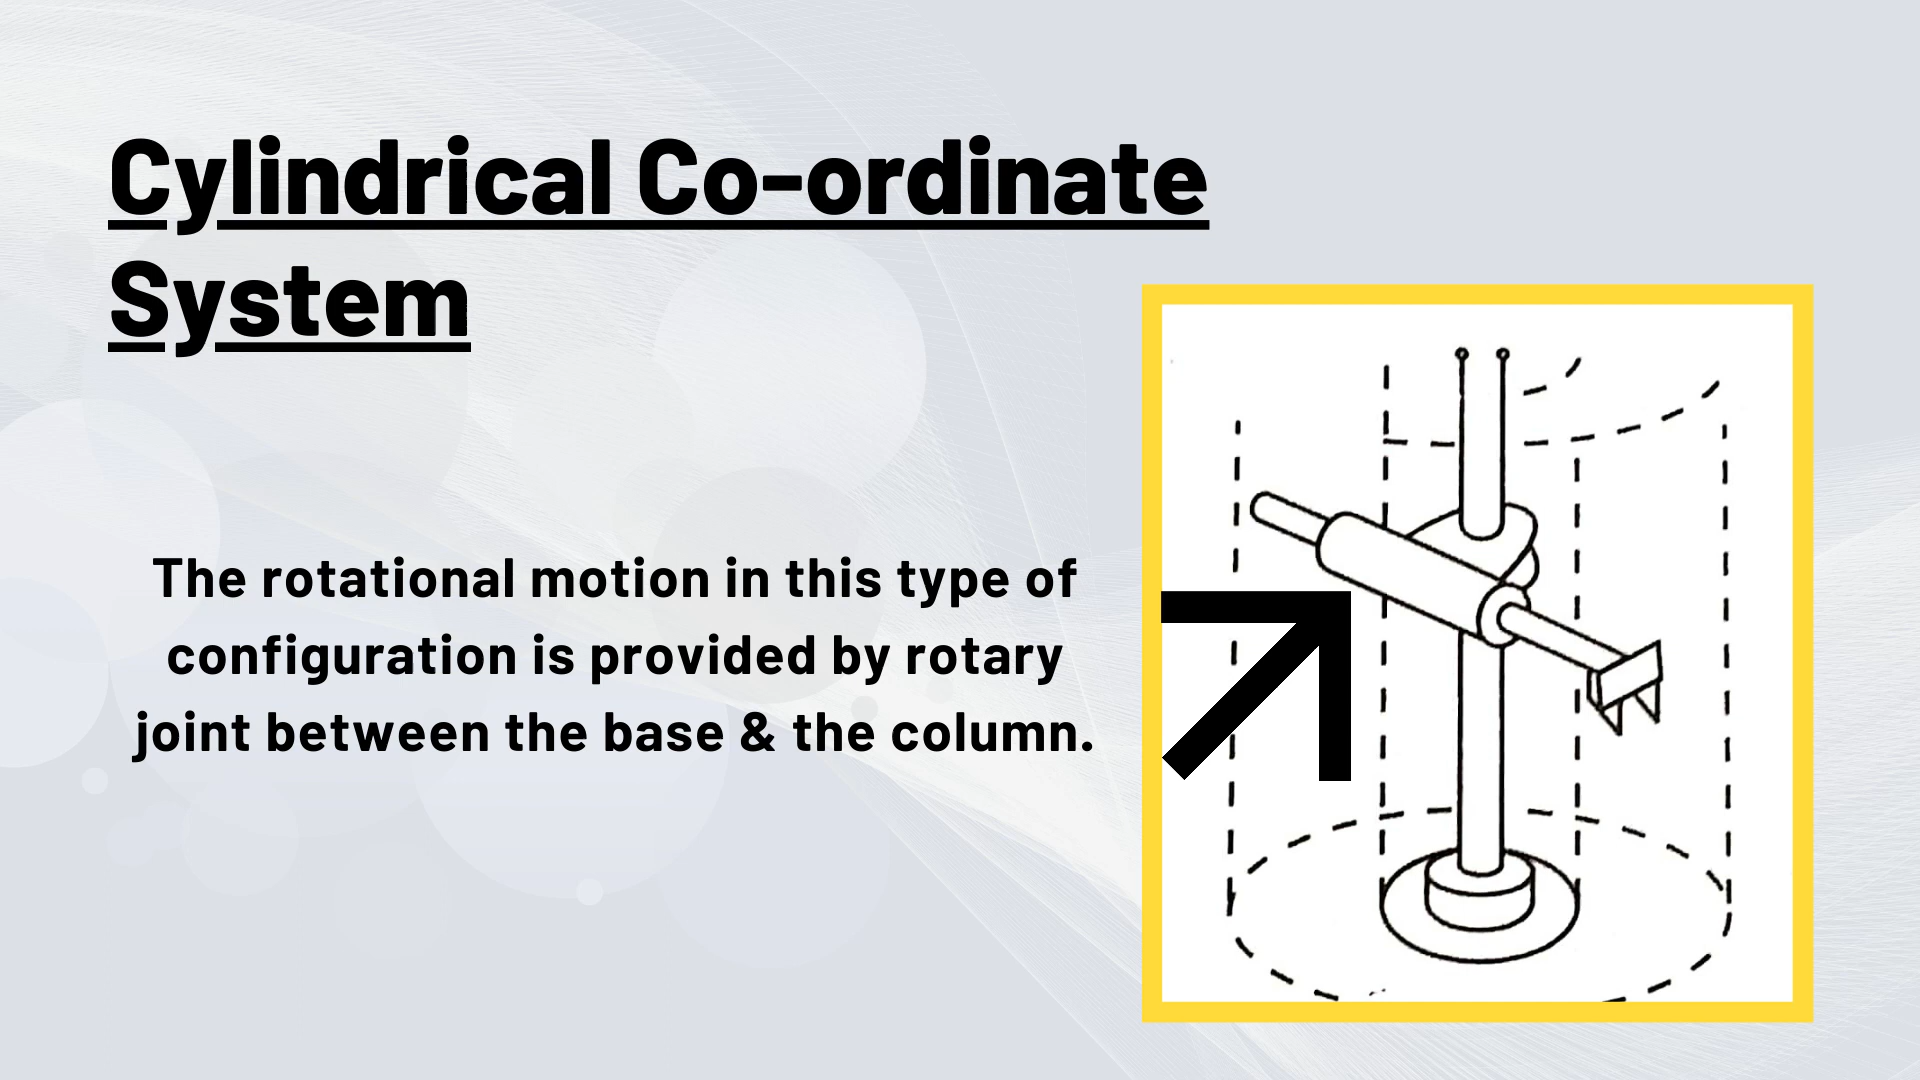 Cylindrical Co-ordinate
System
The rotational motion in this type of
configuration is provided by rotary
joint between the base & the column.